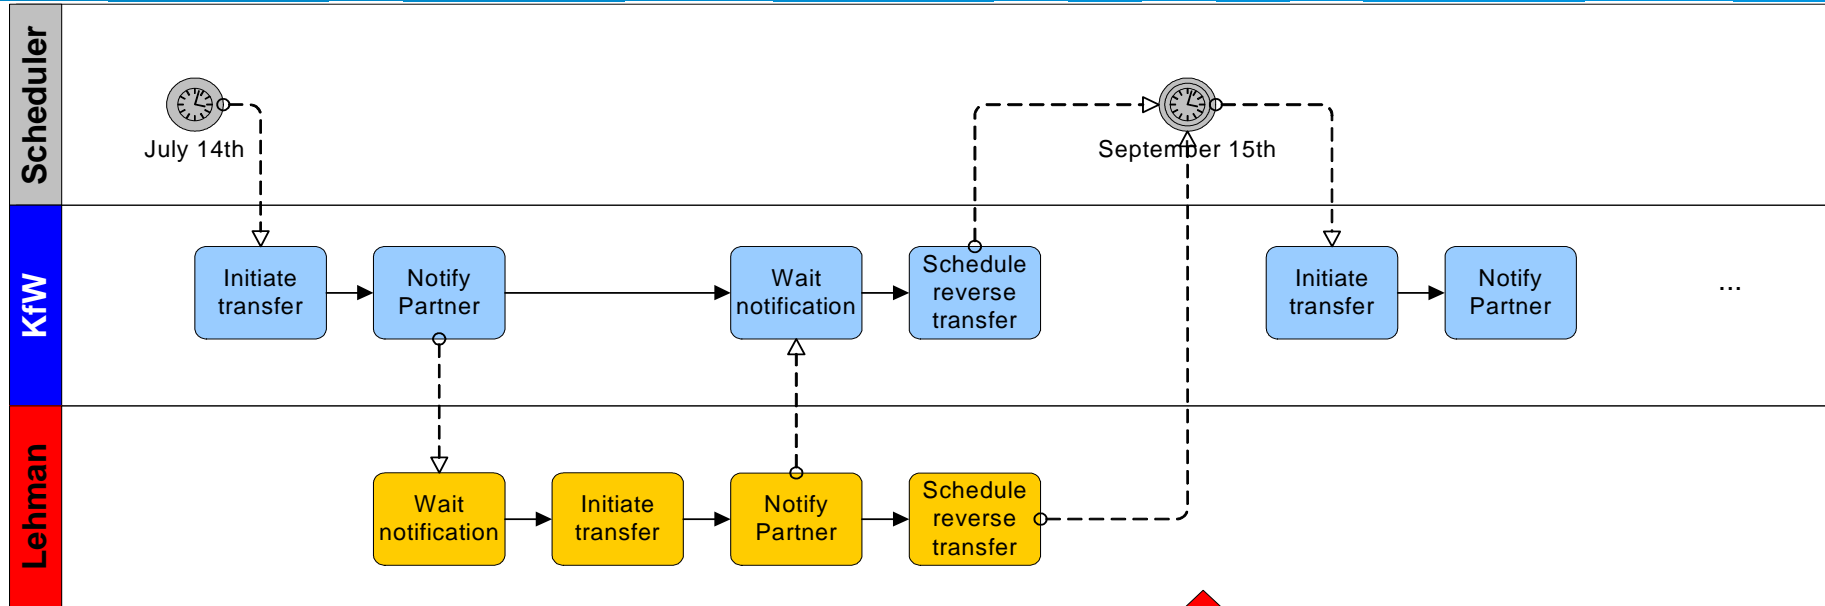 Scheduler
July 14th
September 15th
KfW
Initiate
transfer
Notify
Partner
Wait
notification
Schedule
reverse
transfer
Initiate
transfer
Notify
Partner
...
Lehman
Wait
notification
Initiate
transfer
Notify
Partner
Schedule
reverse
transfer